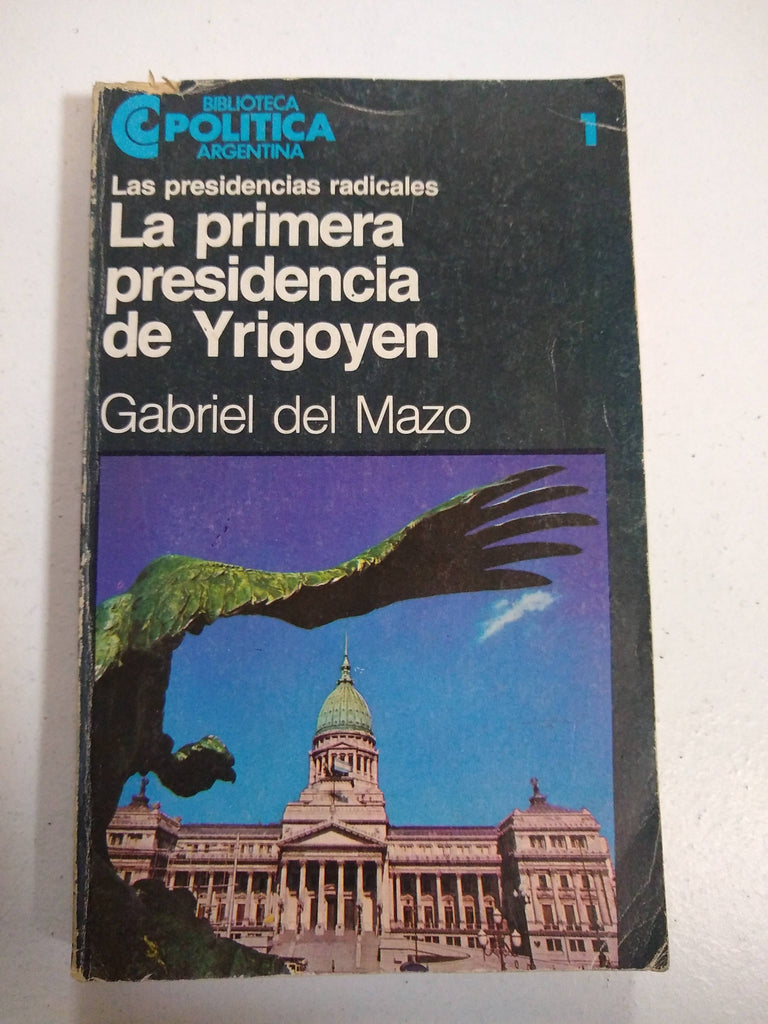 BIBLIOTECA
POLITICA
ARGENTINA
1
Las presidencias radicales
La primera
presidencia
de Yrigoyen
Gabriel del Mazo